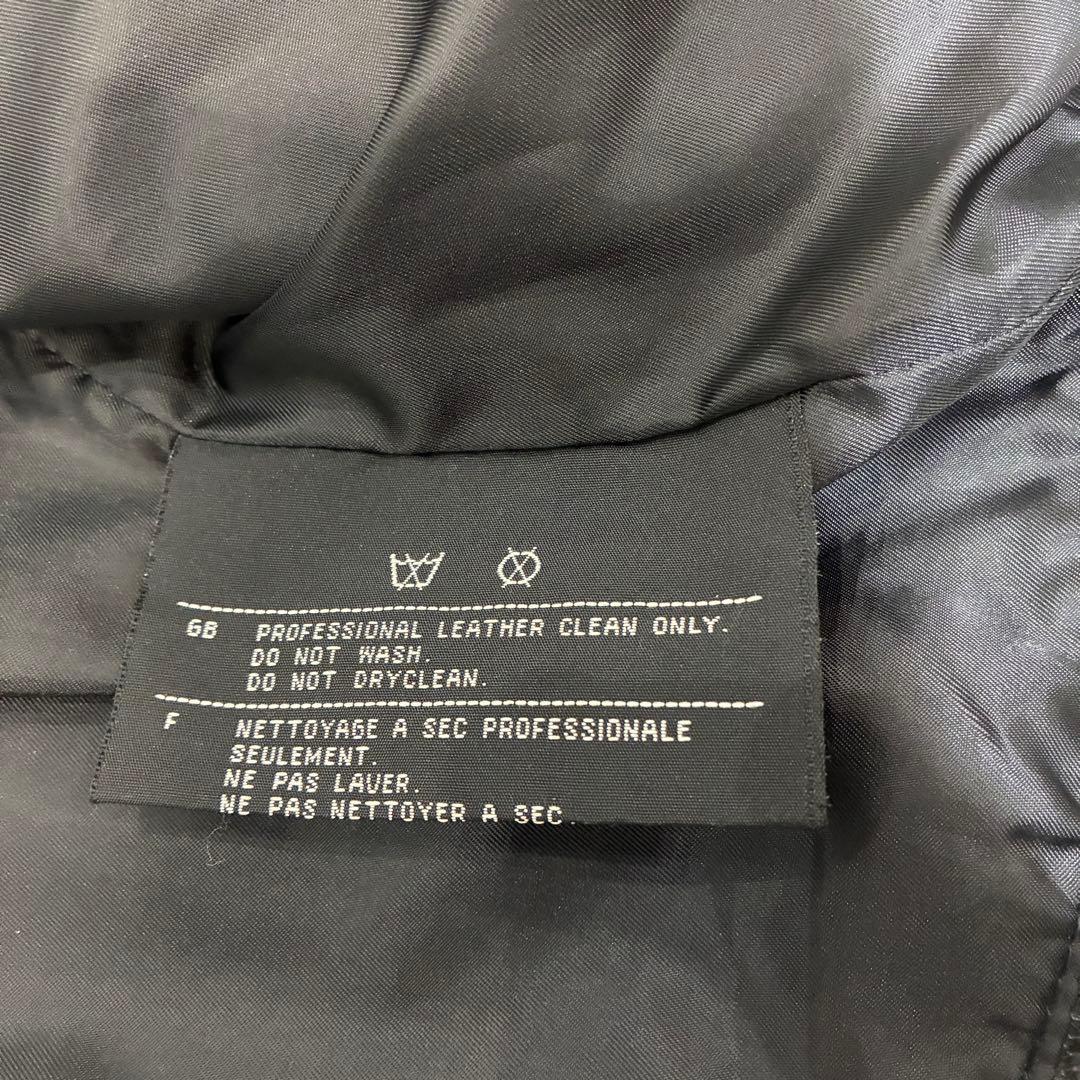 GB PROFESSIONAL LEATHER CLEAN ONLY.
DO NOT WASH.
DO NOT DRYCLEAN.
F NETTOYAGE A SEC PROFESSIONALE
SEULEMENT.
NE PAS LAVER.
NE PAS NETTOYER A SEC.